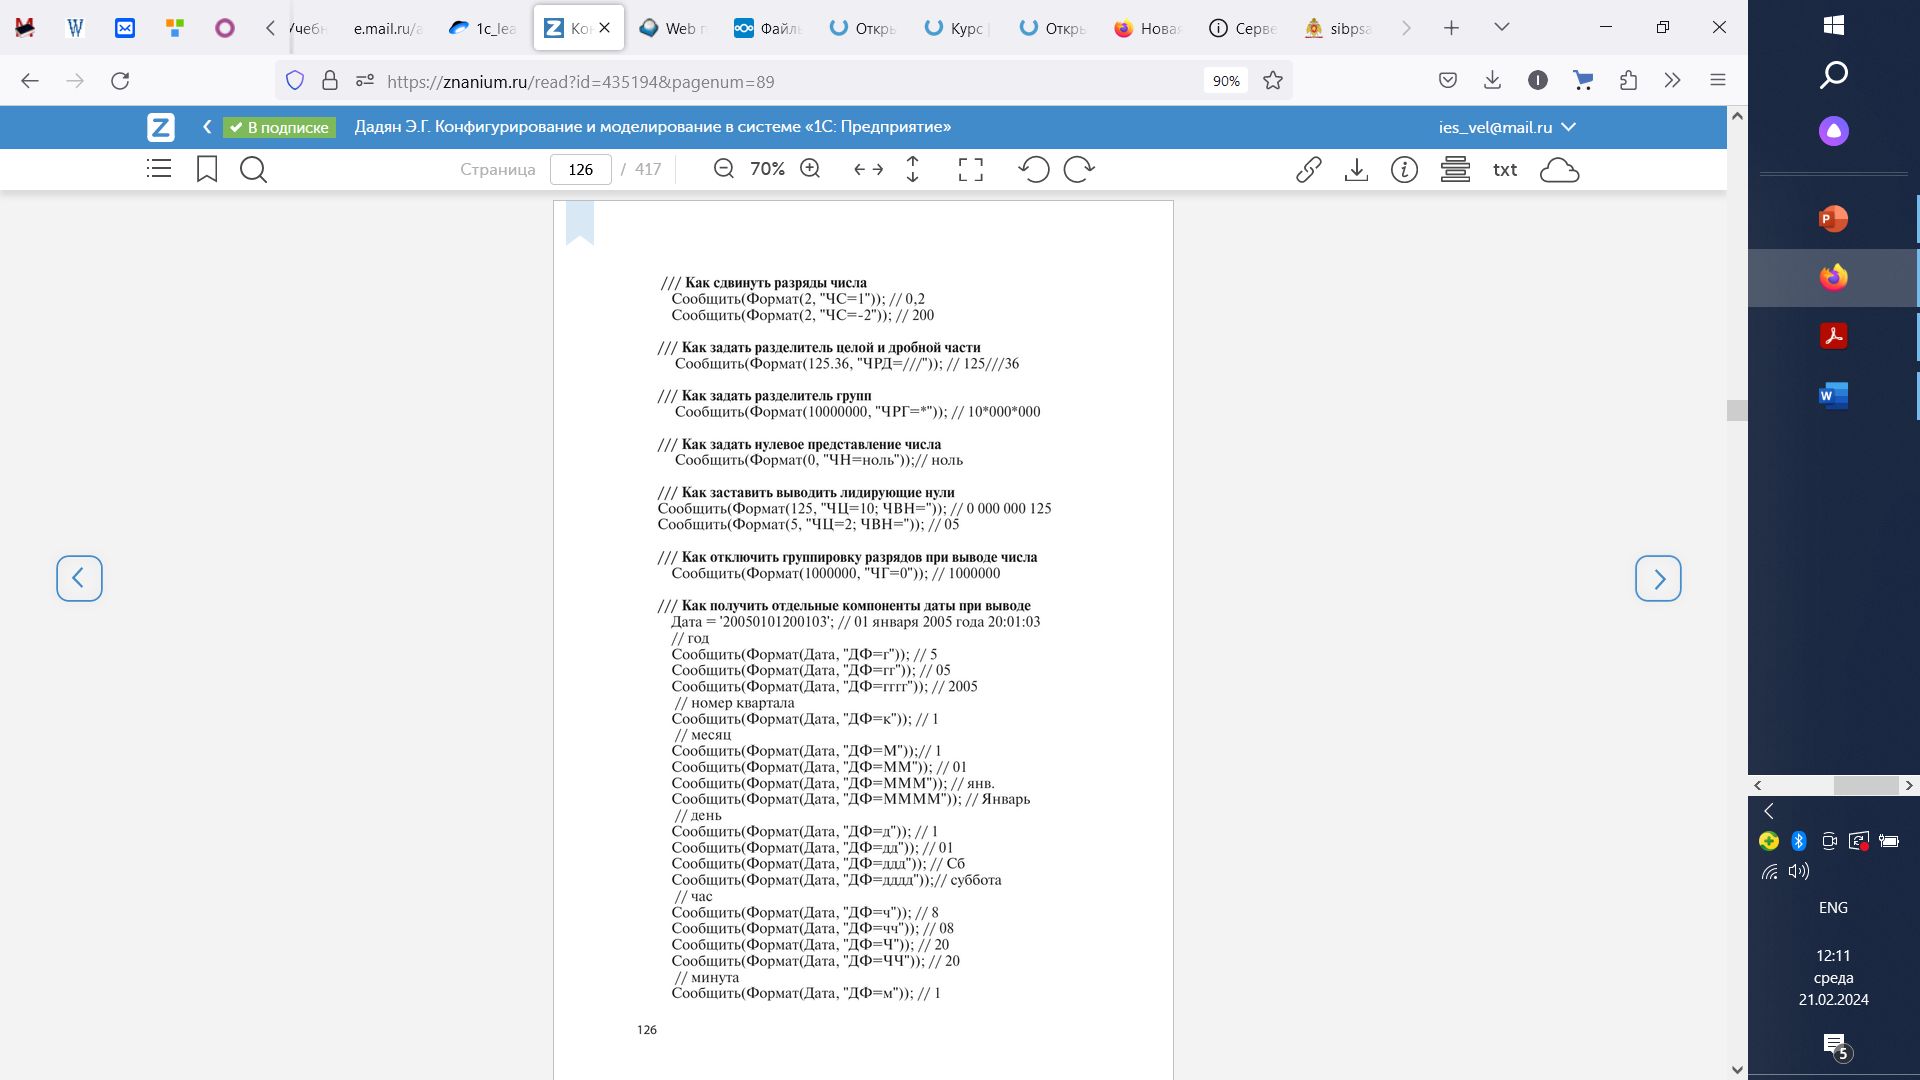 Учебн
e.mail.ru/а
1c_lea
Кон
Web п
Файль
Откры
Курс
Откры
Новая
Серве
sibpsa
https://znanium.ru/read?id=435194&pagenum=89
90%
В подписке
Дадян Э.Г. Конфигурирование и моделирование в системе «1С: Предприятие»
ies_vel@mail.ru
Страница 126 / 417
70%
txt
/// Как сдвинуть разряды числа
Сообщить(Формат(2, "ЧС=1")); // 0,2
Сообщить(Формат(2, "ЧС=-2")); // 200
/// Как задать разделитель целой и дробной части
Сообщить(Формат(125.36, "ЧРД=///")); // 125///36
/// Как задать разделитель групп
Сообщить(Формат(10000000, "ЧРГ=*")); // 10*000*000
/// Как задать нулевое представление числа
Сообщить(Формат(0, "ЧН=ноль"));// ноль
/// Как заставить выводить лидирующие нули
Сообщить(Формат(125, "ЧЦ=10; ЧВН=")); // 0 000 000 125
Сообщить(Формат(5, "ЧЦ=2; ЧВН=")); // 05
/// Как отключить группировку разрядов при выводе числа
Сообщить(Формат(1000000, "ЧГ=0")); // 1000000
/// Как получить отдельные компоненты даты при выводе
Дата = '20050101200103'; // 01 января 2005 года 20:01:03
// год
Сообщить(Формат(Дата, "ДФ=г")); // 5
Сообщить(Формат(Дата, "ДФ=гг")); // 05
Сообщить(Формат(Дата, "ДФ=гггг")); // 2005
// номер квартала
Сообщить(Формат(Дата, "ДФ=к")); // 1
// месяц
Сообщить(Формат(Дата, "ДФ=М"));// 1
Сообщить(Формат(Дата, "ДФ=ММ")); // 01
Сообщить(Формат(Дата, "ДФ=МММ")); // янв.
Сообщить(Формат(Дата, "ДФ=ММММ")); // Январь
// день
Сообщить(Формат(Дата, "ДФ=д")); // 1
Сообщить(Формат(Дата, "ДФ=дд")); // 01
Сообщить(Формат(Дата, "ДФ=ддд")); // Сб
Сообщить(Формат(Дата, "ДФ=дддд"));// суббота
// час
Сообщить(Формат(Дата, "ДФ=ч")); // 8
Сообщить(Формат(Дата, "ДФ=чч")); // 08
Сообщить(Формат(Дата, "ДФ=Ч")); // 20
Сообщить(Формат(Дата, "ДФ=ЧЧ")); // 20
// минута
Сообщить(Формат(Дата, "ДФ=м")); // 1
126
ENG
12:11
среда
21.02.2024
5